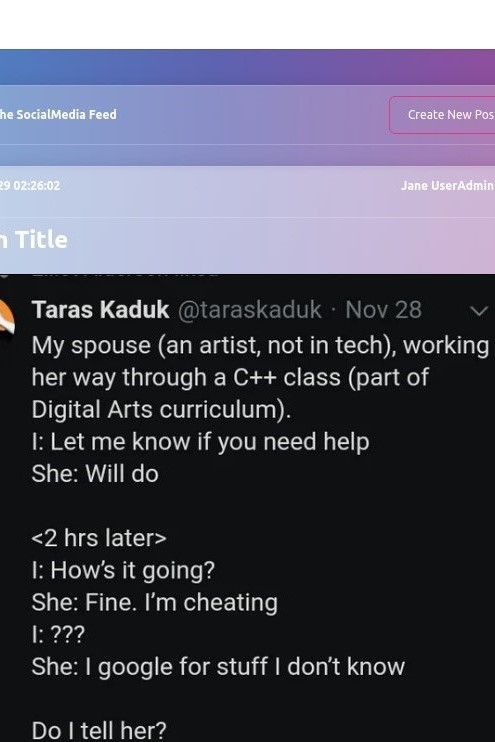 he SocialMedia Feed
Create New Pos
29 02:26:02
Jane UserAdmin
n Title
Taras Kaduk @taraskaduk · Nov 28
My spouse (an artist, not in tech), working
her way through a C++ class (part of
Digital Arts curriculum).
I: Let me know if you need help
She: Will do
<2 hrs later>
I: How’s it going?
She: Fine. I’m cheating
I: ???
She: I google for stuff I don’t know
Do I tell her?